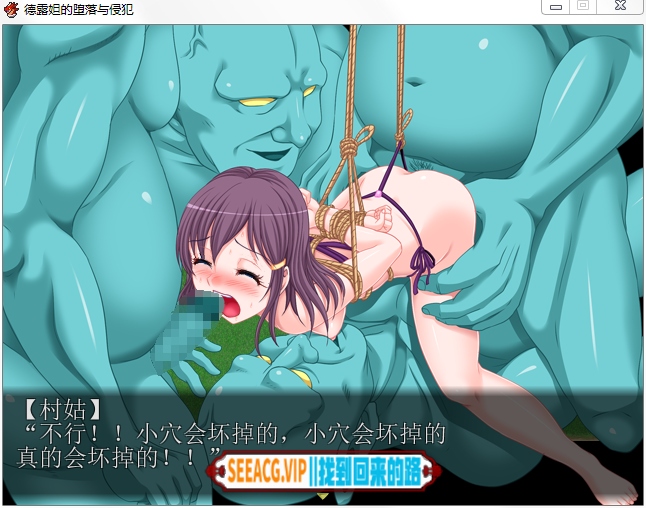 德露妲的堕落与侵犯
【村姑】
“不行！！小穴会坏掉的，小穴会坏掉的
真的会坏掉的！！”
SEEACG.VIP||找到回来的路